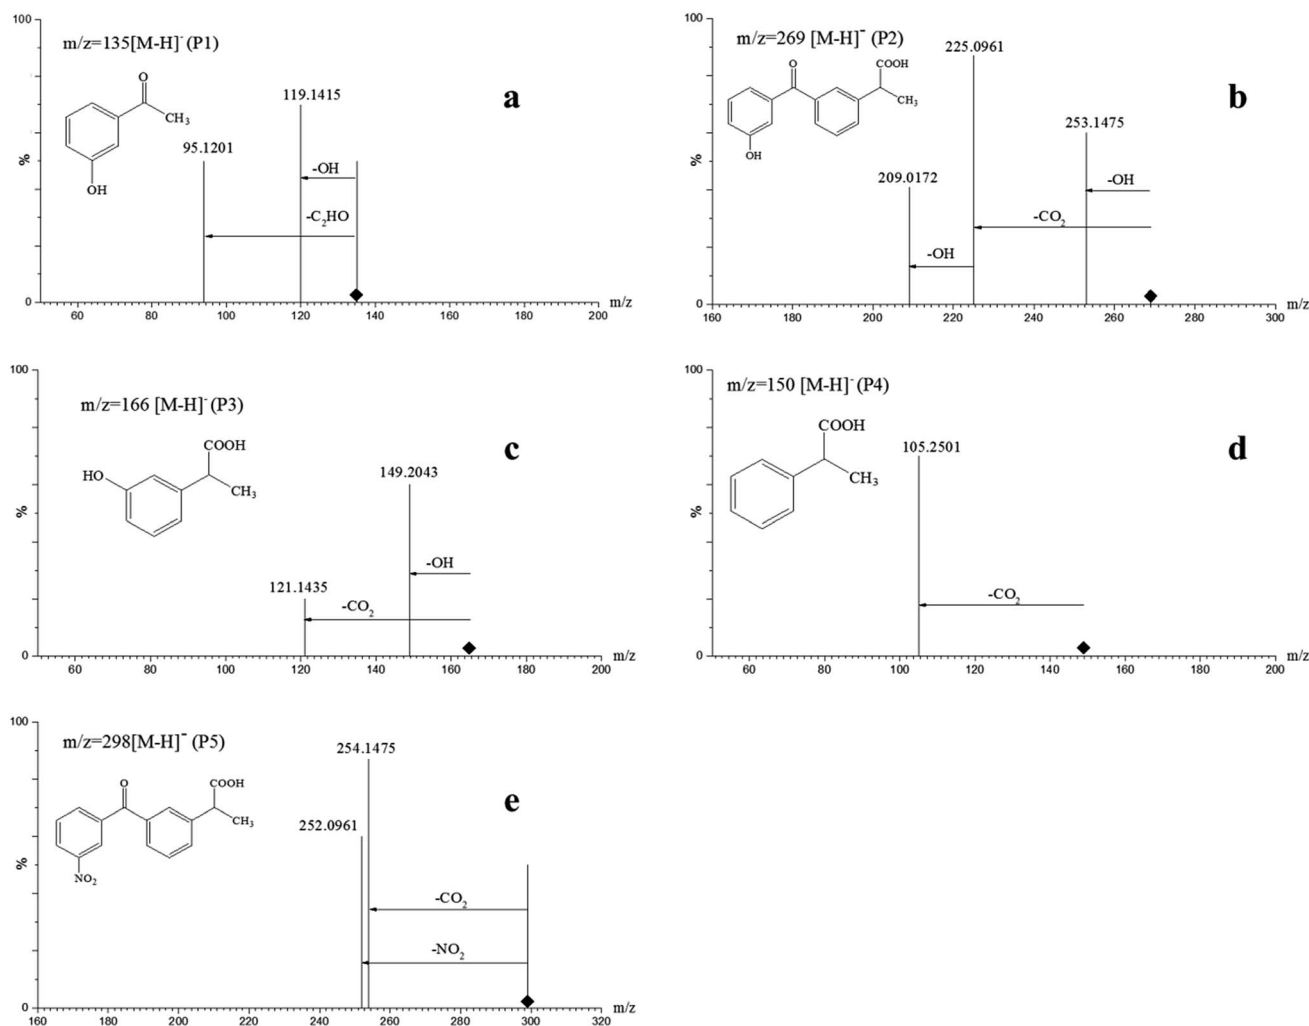 m/z=135[M-H]⁻ (P1)
a
O
CH₃
OH
119.1415
95.1201
-OH
-C₂HO
100
%
0
60 80 100 120 140 160 180 200
m/z
m/z=269 [M-H]⁻ (P2)
b
O
COOH
CH₃
OH
225.0961
253.1475
209.0172
-OH
-CO₂
-OH
100
%
0
160 180 200 220 240 260 280 300
m/z
m/z=166 [M-H]⁻ (P3)
c
COOH
HO
CH₃
149.2043
121.1435
-OH
-CO₂
100
%
0
60 80 100 120 140 160 180 200
m/z
m/z=150 [M-H]⁻ (P4)
d
COOH
CH₃
105.2501
-CO₂
100
%
0
60 80 100 120 140 160 180 200
m/z
m/z=298[M-H]⁻ (P5)
e
O
COOH
CH₃
NO₂
254.1475
252.0961
-CO₂
-NO₂
100
%
0
160 180 200 220 240 260 280 300 320
m/z